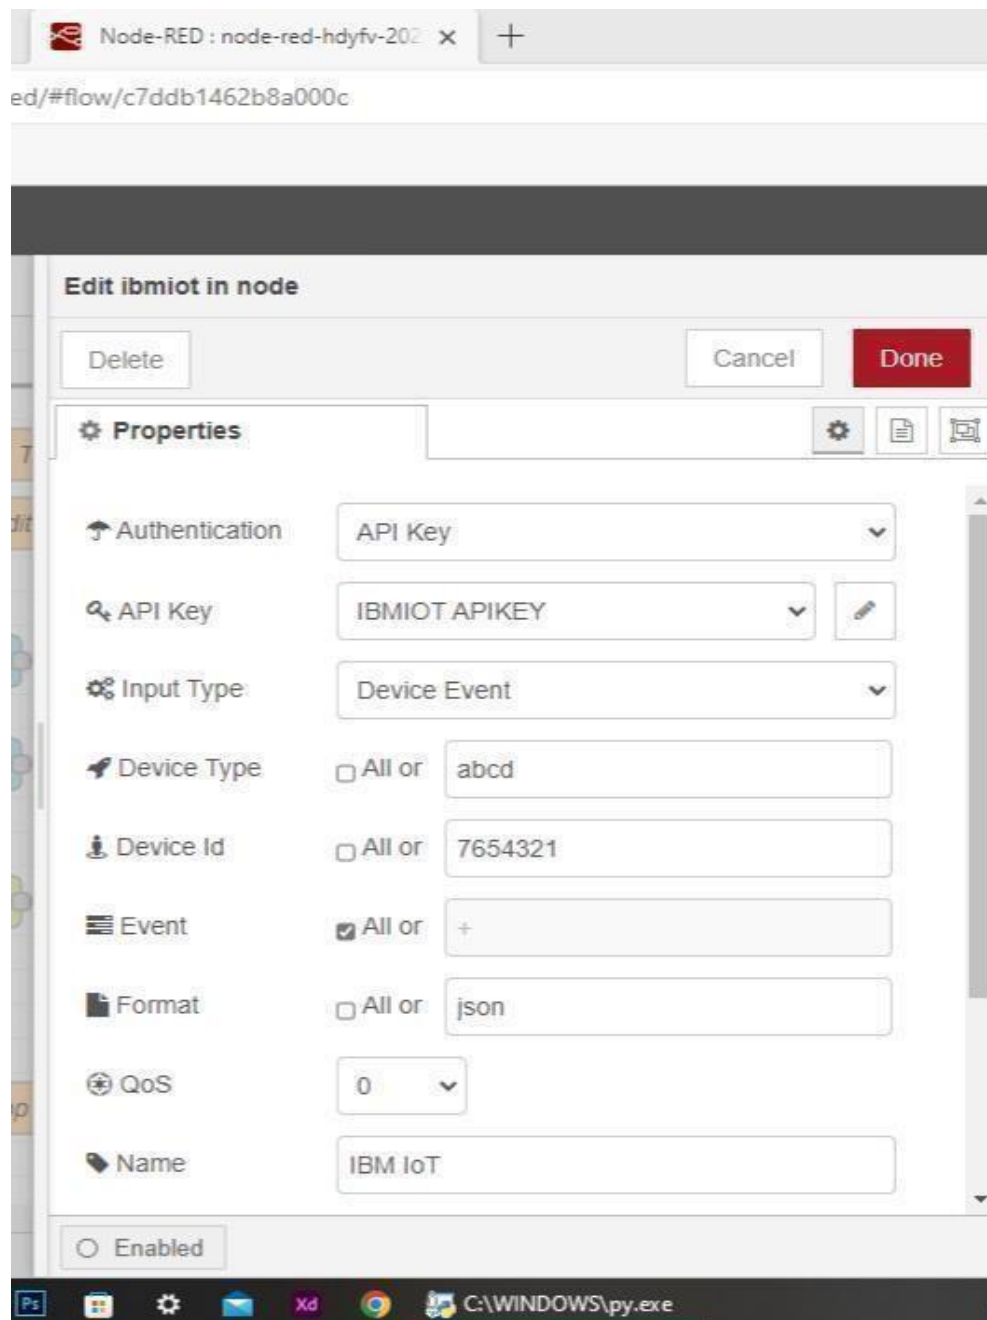 Node-RED : node-red-hdyfv-202
ed/#flow/c7ddb1462b8a000c
Edit ibmiot in node
Delete Cancel Done
Properties
T
dit
Authentication API Key
API Key IBMIOT APIKEY
Input Type Device Event
Device Type All or abcd
Device Id All or 7654321
Event All or +
Format All or json
QoS 0
op
Name IBM IoT
Enabled
Ps Xd C:\WINDOWS\py.exe